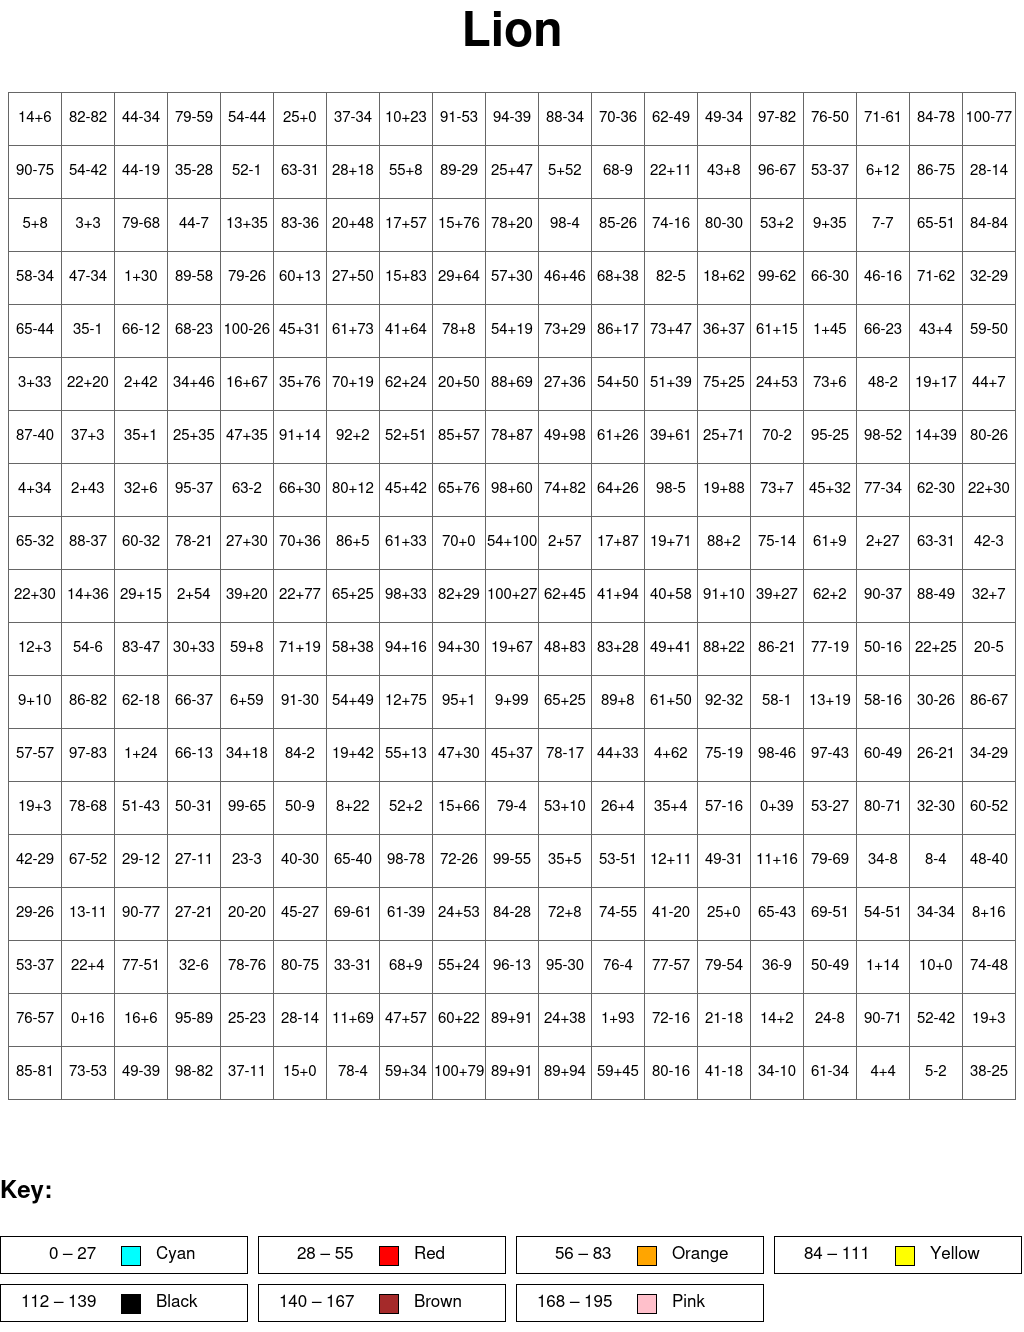 Lion
14+6 82-82 44-34 79-59 54-44 25+0 37-34 10+23 91-53 94-39 88-34 70-36 62-49 49-34 97-82 76-50 71-61 84-78 100-77
90-75 54-42 44-19 35-28 52-1 63-31 28+18 55+8 89-29 25+47 5+52 68-9 22+11 43+8 96-67 53-37 6+12 86-75 28-14
5+8 3+3 79-68 44-7 13+35 83-36 20+48 17+57 15+76 78+20 98-4 85-26 74-16 80-30 53+2 9+35 7-7 65-51 84-84
58-34 47-34 1+30 89-58 79-26 60+13 27+50 15+83 29+64 57+30 46+46 68+38 82-5 18+62 99-62 66-30 46-16 71-62 32-29
65-44 35-1 66-12 68-23 100-26 45+31 61+73 41+64 78+8 54+19 73+29 86+17 73+47 36+37 61+15 1+45 66-23 43+4 59-50
3+33 22+20 2+42 34+46 16+67 35+76 70+19 62+24 20+50 88+69 27+36 54+50 51+39 75+25 24+53 73+6 48-2 19+17 44+7
87-40 37+3 35+1 25+35 47+35 91+14 92+2 52+51 85+57 78+87 49+98 61+26 39+61 25+71 70-2 95-25 98-52 14+39 80-26
4+34 2+43 32+6 95-37 63-2 66+30 80+12 45+42 65+76 98+60 74+82 64+26 98-5 19+88 73+7 45+32 77-34 62-30 22+30
65-32 88-37 60-32 78-21 27+30 70+36 86+5 61+33 70+0 54+100 2+57 17+87 19+71 88+2 75-14 61+9 2+27 63-31 42-3
22+30 14+36 29+15 2+54 39+20 22+77 65+25 98+33 82+29 100+27 62+45 41+94 40+58 91+10 39+27 62+2 90-37 88-49 32+7
12+3 54-6 83-47 30+33 59+8 71+19 58+38 94+16 94+30 19+67 48+83 83+28 49+41 88+22 86-21 77-19 50-16 22+25 20-5
9+10 86-82 62-18 66-37 6+59 91-30 54+49 12+75 95+1 9+99 65+25 89+8 61+50 92-32 58-1 13+19 58-16 30-26 86-67
57-57 97-83 1+24 66-13 34+18 84-2 19+42 55+13 47+30 45+37 78-17 44+33 4+62 75-19 98-46 97-43 60-49 26-21 34-29
19+3 78-68 51-43 50-31 99-65 50-9 8+22 52+2 15+66 79-4 53+10 26+4 35+4 57-16 0+39 53-27 80-71 32-30 60-52
42-29 67-52 29-12 27-11 23-3 40-30 65-40 98-78 72-26 99-55 35+5 53-51 12+11 49-31 11+16 79-69 34-8 8-4 48-40
29-26 13-11 90-77 27-21 20-20 45-27 69-61 61-39 24+53 84-28 72+8 74-55 41-20 25+0 65-43 69-51 54-51 34-34 8+16
53-37 22+4 77-51 32-6 78-76 80-75 33-31 68+9 55+24 96-13 95-30 76-4 77-57 79-54 36-9 50-49 1+14 10+0 74-48
76-57 0+16 16+6 95-89 25-23 28-14 11+69 47+57 60+22 89+91 24+38 1+93 72-16 21-18 14+2 24-8 90-71 52-42 19+3
85-81 73-53 49-39 98-82 37-11 15+0 78-4 59+34 100+79 89+91 89+94 59+45 80-16 41-18 34-10 61-34 4+4 5-2 38-25
Key:
0 – 27 Cyan 28 – 55 Red 56 – 83 Orange 84 – 111 Yellow
112 – 139 Black 140 – 167 Brown 168 – 195 Pink